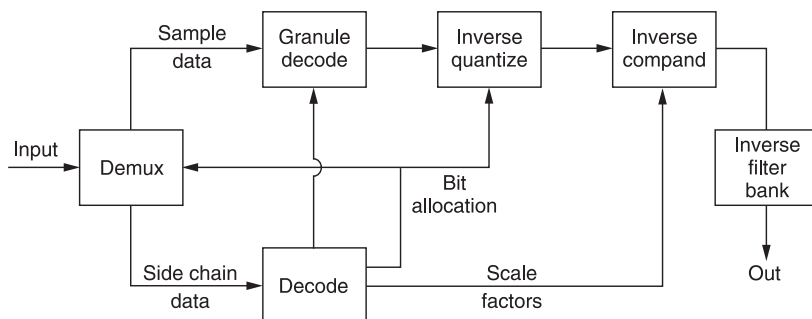 Sample
data
Granule
decode
Inverse
quantize
Inverse
compand
Input
Demux
Bit
allocation
Inverse
filter
bank
Side chain
data
Decode
Scale
factors
Out